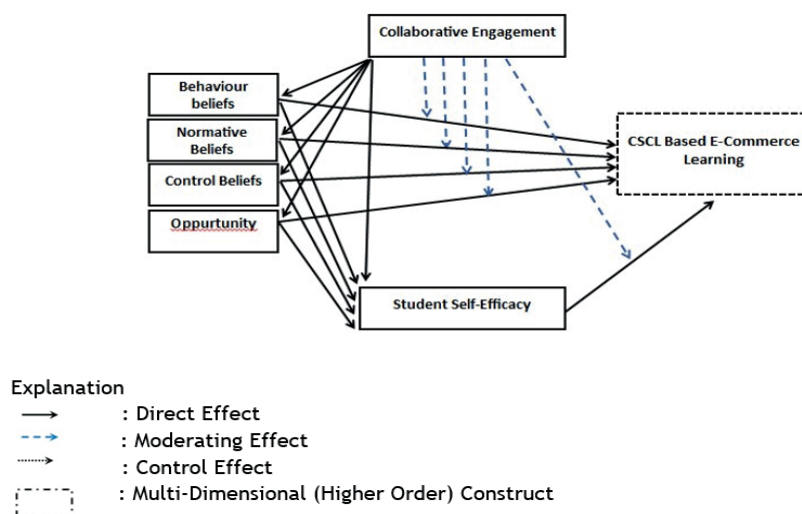 Collaborative Engagement
Behaviour
beliefs
Normative
Beliefs
Control Beliefs
Oppurtunity
CSCL Based E-Commerce
Learning
Student Self-Efficacy
Explanation
: Direct Effect
: Moderating Effect
: Control Effect
: Multi-Dimensional (Higher Order) Construct